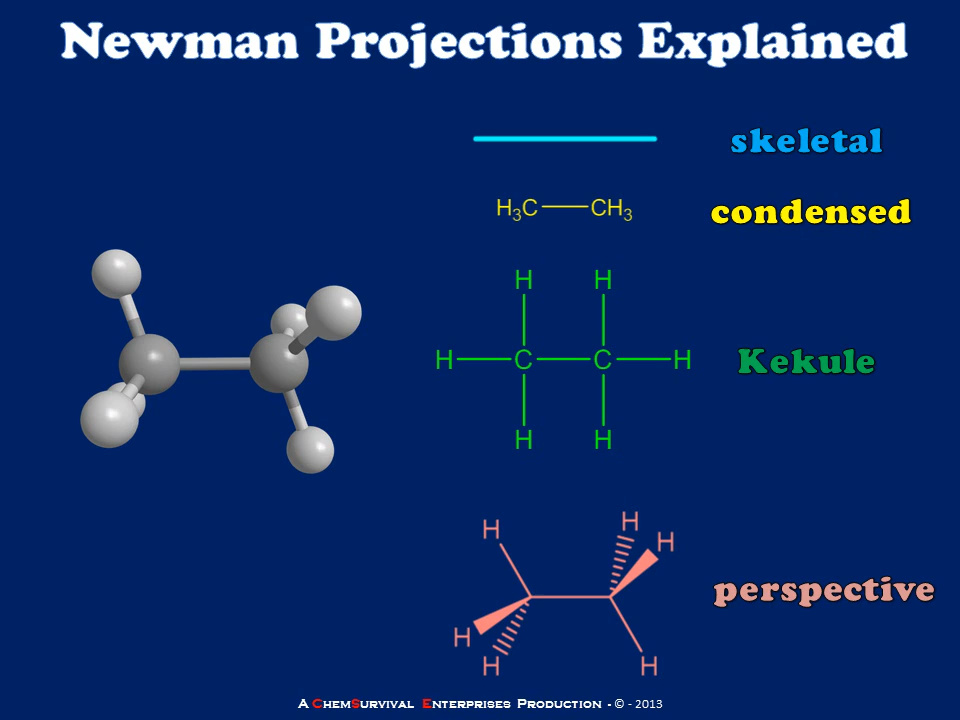 Newman Projections Explained
skeletal
H₃C CH₃
condensed
H H
H C C H
Kekule
H H
H H H
perspective
H
H H
A ChemSurvival Enterprises Production - © - 2013